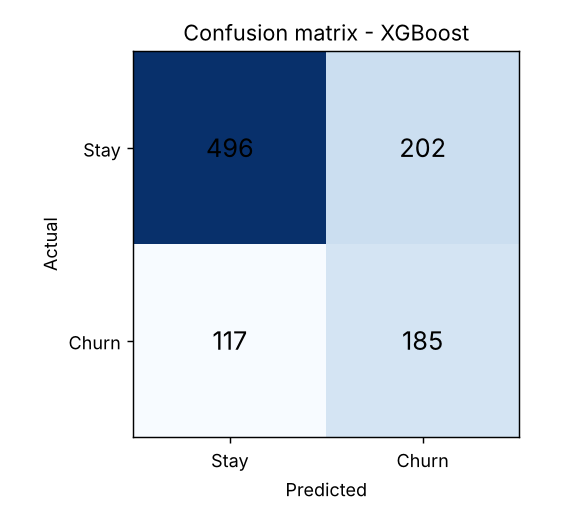 Confusion matrix - XGBoost
Actual
Stay
496
202
Churn
117
185
Stay
Churn
Predicted